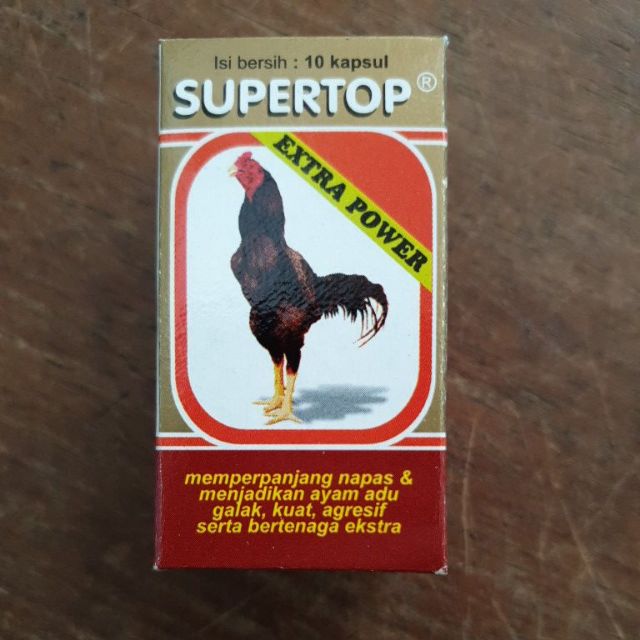 Isi bersih : 10 kapsul
SUPERTOP®
EXTRA POWER
memperpanjang napas &
menjadikan ayam adu
galak, kuat, agresif
serta bertenaga ekstra